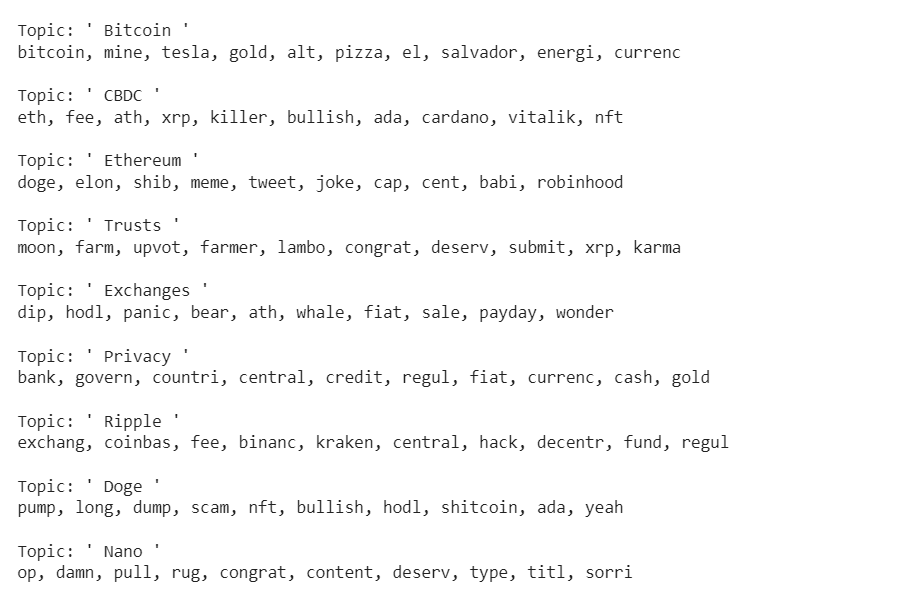 Topic: ' Bitcoin '
bitcoin, mine, tesla, gold, alt, pizza, el, salvador, energi, currenc
Topic: ' CBDC '
eth, fee, ath, xrp, killer, bullish, ada, cardano, vitalik, nft
Topic: ' Ethereum '
doge, elon, shib, meme, tweet, joke, cap, cent, babi, robinhood
Topic: ' Trusts '
moon, farm, upvot, farmer, lambo, congrat, deserv, submit, xrp, karma
Topic: ' Exchanges '
dip, hodl, panic, bear, ath, whale, fiat, sale, payday, wonder
Topic: ' Privacy '
bank, govern, countri, central, credit, regul, fiat, currenc, cash, gold
Topic: ' Ripple '
exchang, coinbas, fee, binanc, kraken, central, hack, decentr, fund, regul
Topic: ' Doge '
pump, long, dump, scam, nft, bullish, hodl, shitcoin, ada, yeah
Topic: ' Nano '
op, damn, pull, rug, congrat, content, deserv, type, titl, sorri